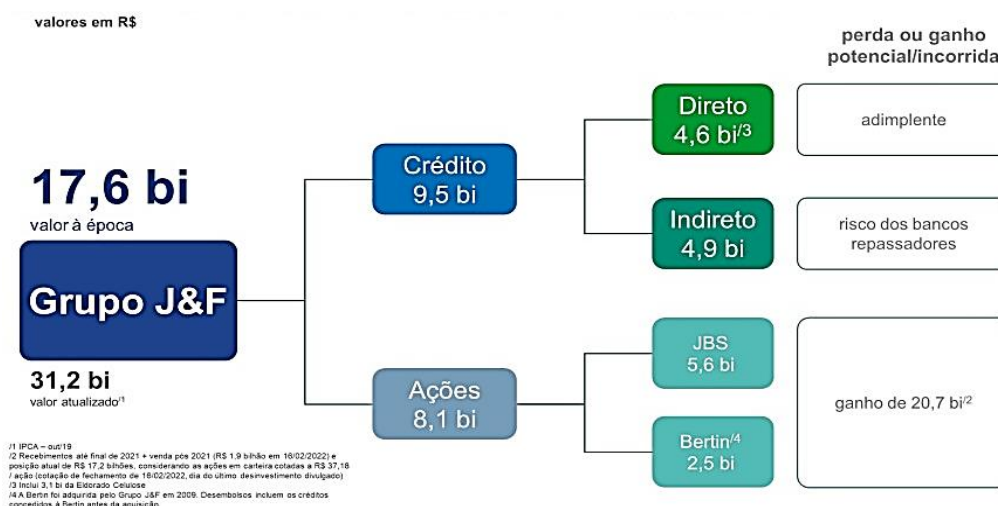 valores em R$
perda ou ganho
potencial/incorrida
17,6 bi
valor à época
Grupo J&F
31,2 bi
valor atualizado/1
Crédito
9,5 bi
Direto
4,6 bi/3
adimplente
Indireto
4,9 bi
risco dos bancos
repassadores
Ações
8,1 bi
JBS
5,6 bi
Bertin/4
2,5 bi
ganho de 20,7 bi/2
/1 IPCA – out/19
/2 Recebimentos até final de 2021 + venda pós 2021 (R$ 1,9 bilhão em 16/02/2022) e
posição atual de R$ 17,2 bilhões, considerando as ações em carteira cotadas a R$ 37,18
/ ação (cotação de fechamento de 16/02/2022, dia do último desinvestimento divulgado)
/3 Inclui 3,1 bi da Eldorado Celulose
/4 A Bertin foi adquirida pelo Grupo J&F em 2009. Desembolsos incluem os créditos
concedidos à Bertin antes da aquisição